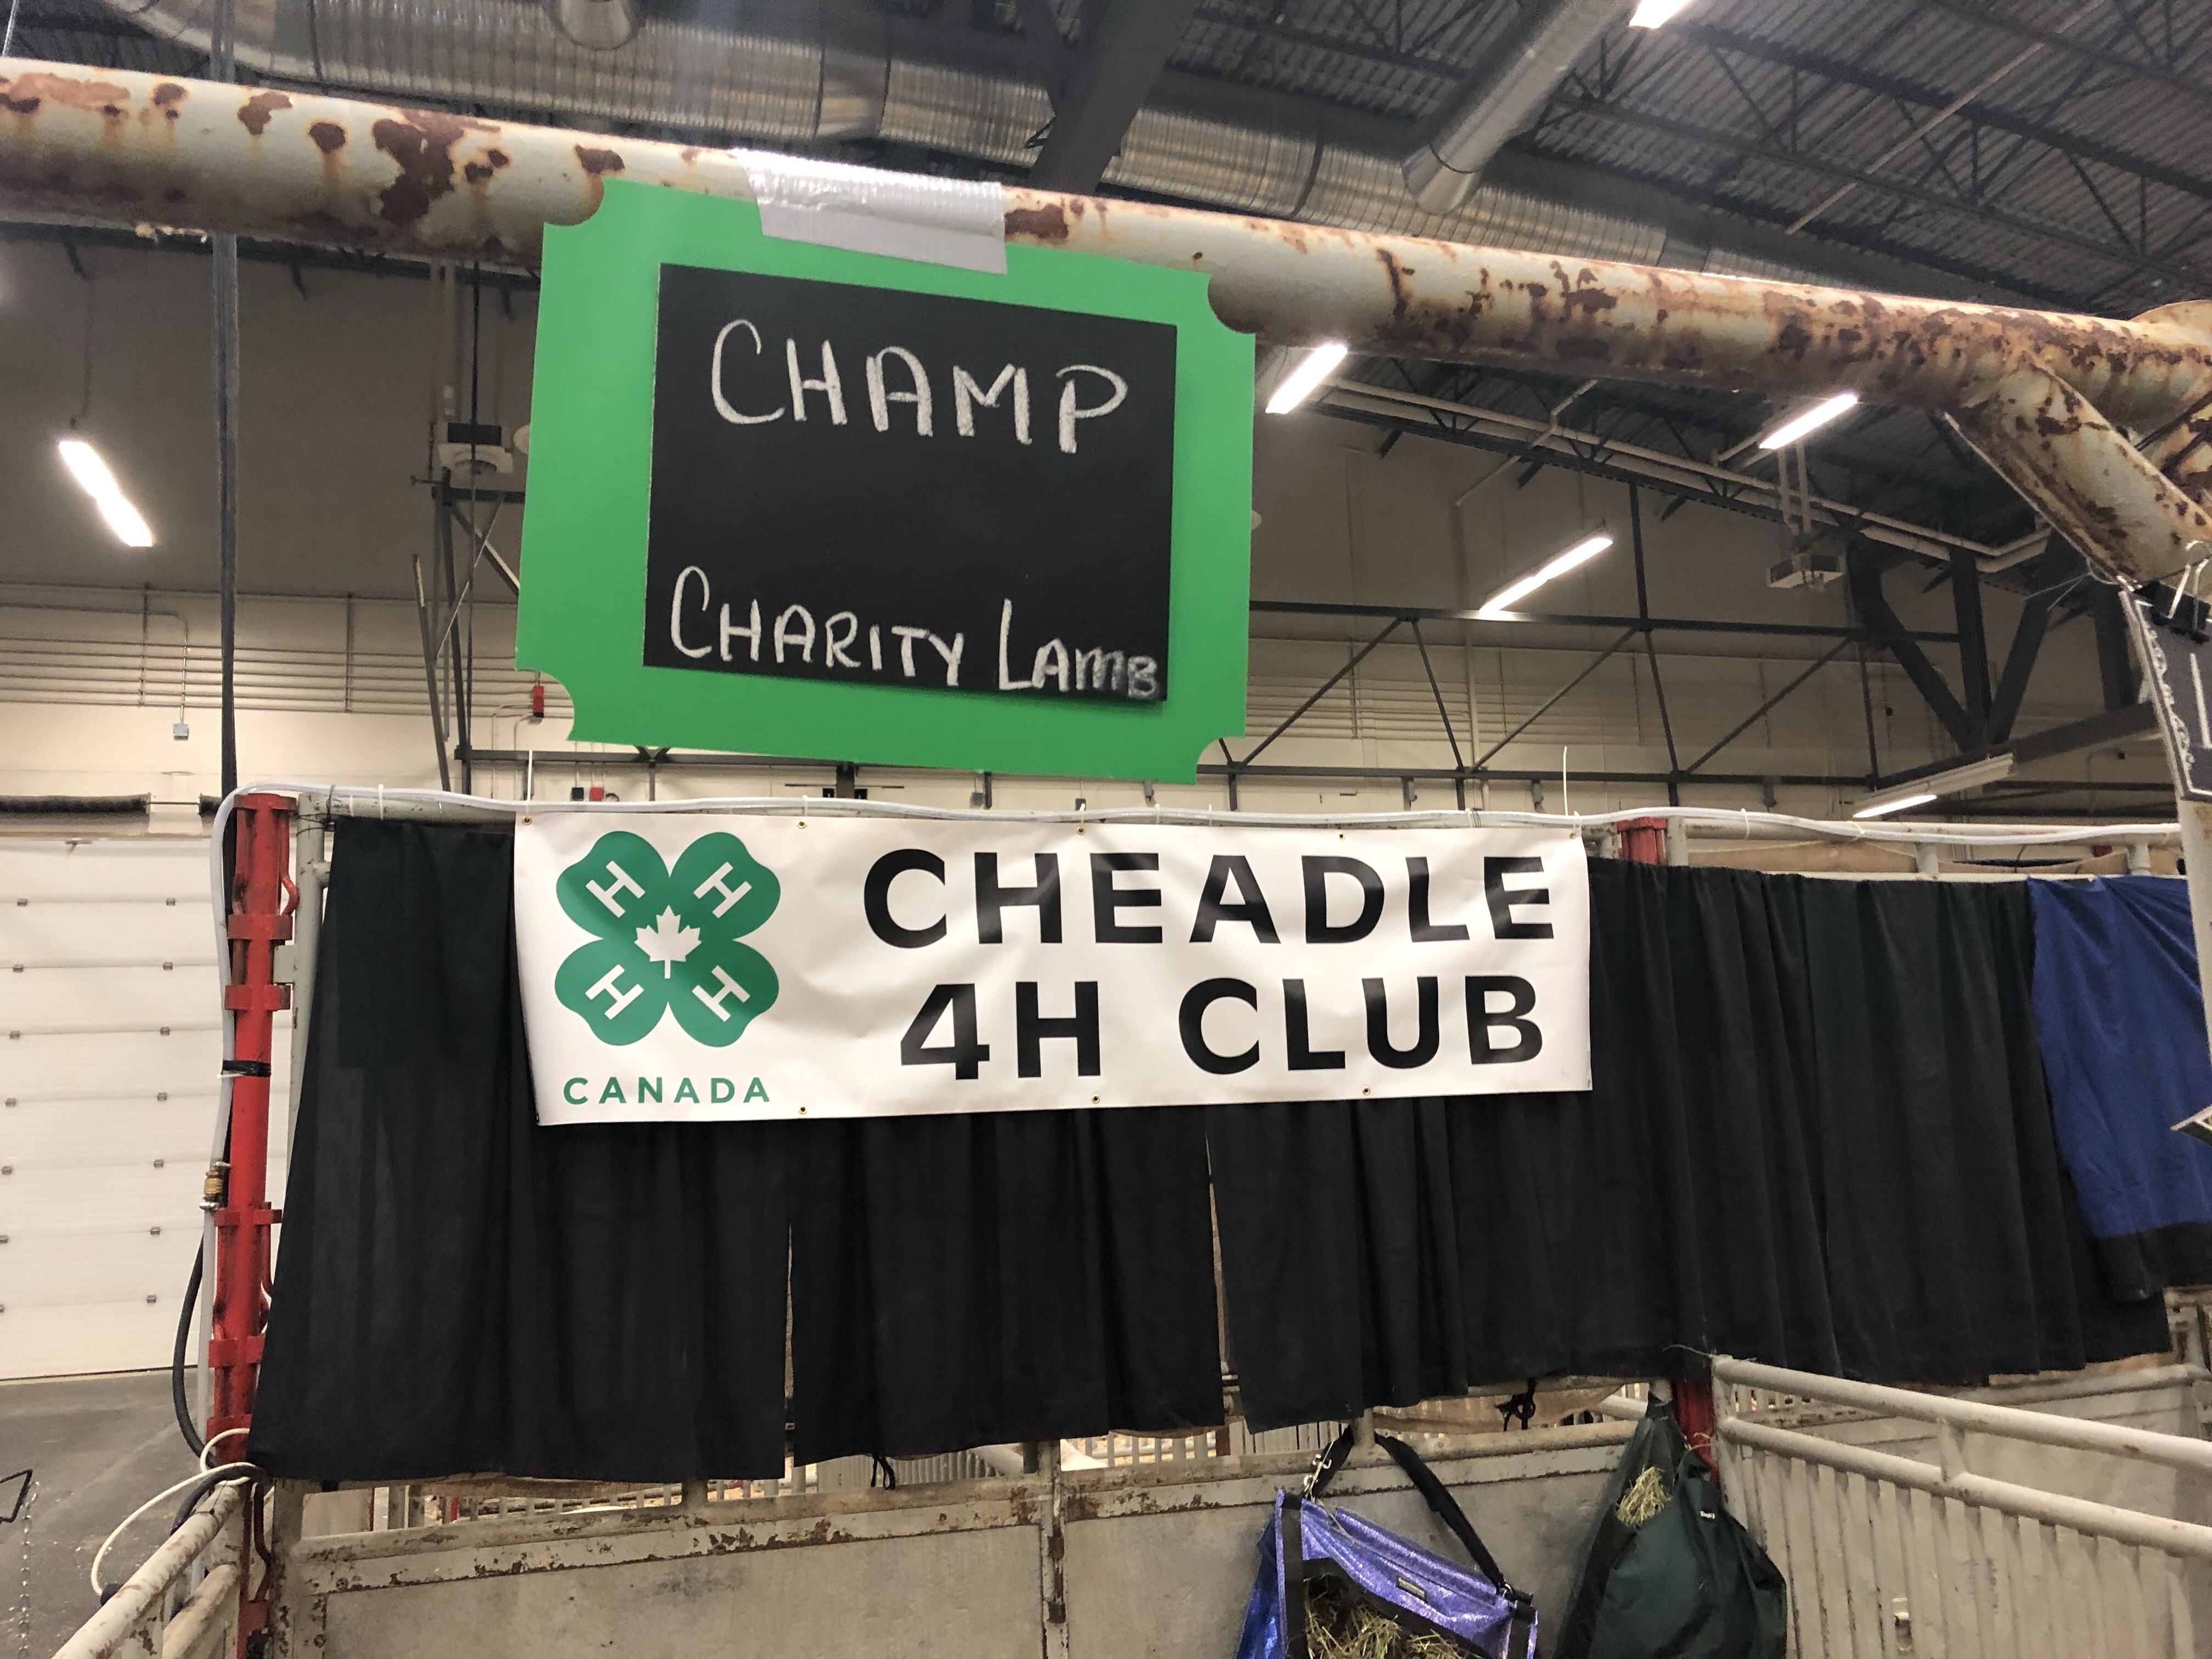 CHAMP
CHARITY LAMB
H H
H H
CANADA
CHEADLE
4H CLUB